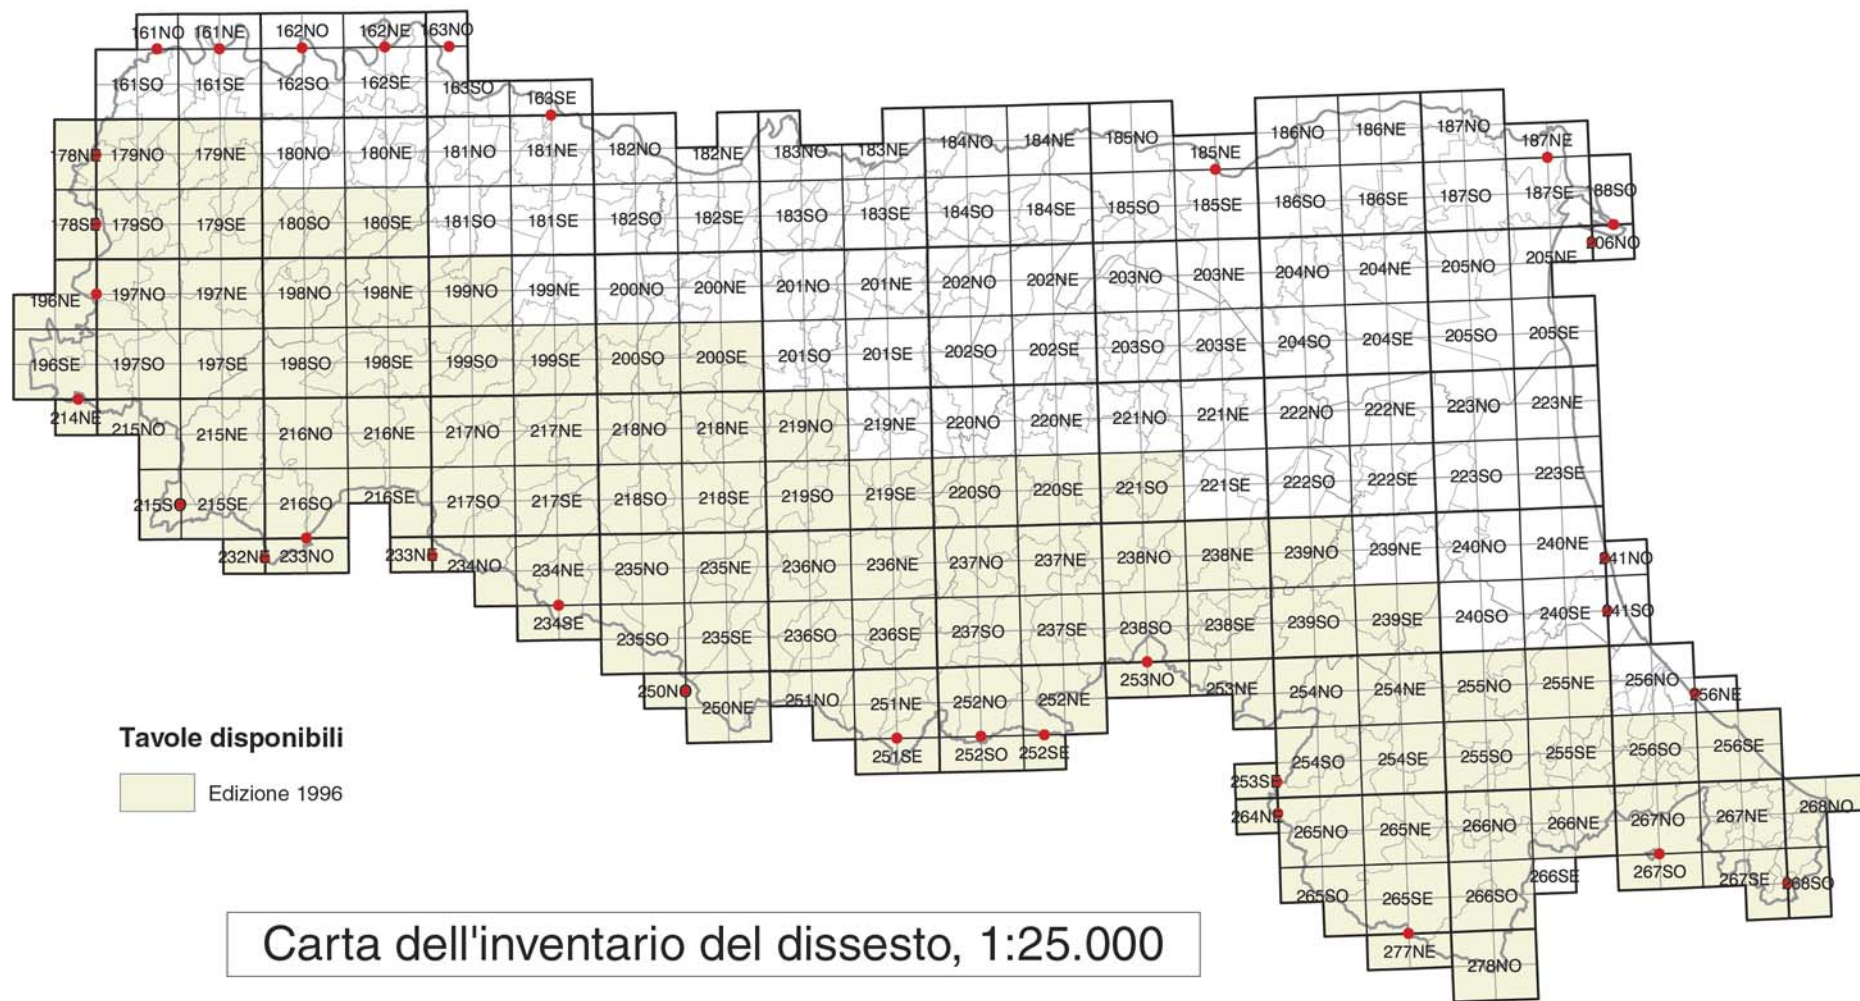 161NO 161NE 162NO 162NE 163NO
161SO 161SE 162SO 162SE 163SO 163SE
178NE 179NO 179NE 180NO 180NE 181NO 181NE 182NO 182NE 183NO 183NE 184NO 184NE 185NO 185NE 186NO 186NE 187NO 187NE
178SE 179SO 179SE 180SO 180SE 181SO 181SE 182SO 182SE 183SO 183SE 184SO 184SE 185SO 185SE 186SO 186SE 187SO 187SE 188SO
196NE 197NO 197NE 198NO 198NE 199NO 199NE 200NO 200NE 201NO 201NE 202NO 202NE 203NO 203NE 204NO 204NE 205NO 205NE 206NO
196SE 197SO 197SE 198SO 198SE 199SO 199SE 200SO 200SE 201SO 201SE 202SO 202SE 203SO 203SE 204SO 204SE 205SO 205SE
214NE 215NO 215NE 216NO 216NE 217NO 217NE 218NO 218NE 219NO 219NE 220NO 220NE 221NO 221NE 222NO 222NE 223NO 223NE
215SO 215SE 216SO 216SE 217SO 217SE 218SO 218SE 219SO 219SE 220SO 220SE 221SO 221SE 222SO 222SE 223SO 223SE
232NE 233NO 233NE 234NO 234NE 235NO 235NE 236NO 236NE 237NO 237NE 238NO 238NE 239NO 239NE 240NO 240NE 241NO
234SE 235SO 235SE 236SO 236SE 237SO 237SE 238SO 238SE 239SO 239SE 240SO 240SE 241SO
250NO 250NE 251NO 251NE 252NO 252NE 253NO 253NE 254NO 254NE 255NO 255NE 256NO 256NE
251SE 252SO 252SE 253SE 254SO 254SE 255SO 255SE 256SO 256SE
264NE 265NO 265NE 266NO 266NE 267NO 267NE 268NO
265SO 265SE 266SO 266SE 267SO 267SE 268SO
277NE 278NO
Tavole disponibili
Edizione 1996
Carta dell'inventario del dissesto, 1:25.000